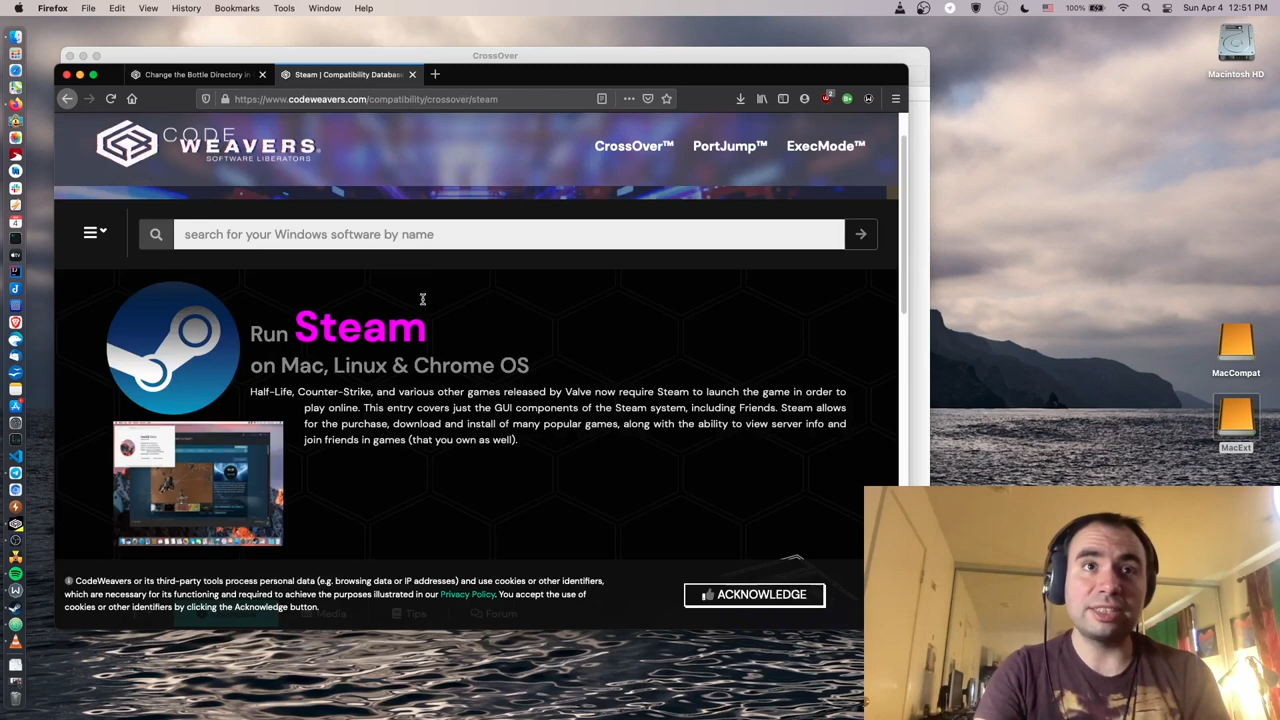 Firefox File Edit View History Bookmarks Tools Window Help 100% Sun Apr 4 12:51 PM
Macintosh HD
CrossOver
Change the Bottle Directory in Steam | Compatibility Database
https://www.codeweavers.com/compatibility/crossover/steam 2
CODE
WEAVERS
SOFTWARE LIBERATORS
CrossOver™ PortJump™ ExecMode™
search for your Windows software by name
Run Steam
on Mac, Linux & Chrome OS
Half-Life, Counter-Strike, and various other games released by Valve now require Steam to launch the game in order to
play online. This entry covers just the GUI components of the Steam system, including Friends. Steam allows
for the purchase, download and install of many popular games, along with the ability to view server info and
join friends in games (that you own as well).
MacCompat
MacExt
CodeWeavers or its third-party tools process personal data (e.g. browsing data or IP addresses) and use cookies or other identifiers,
which are necessary for its functioning and required to achieve the purposes illustrated in our Privacy Policy. You accept the use of
cookies or other identifiers by clicking the Acknowledge button.
ACKNOWLEDGE
Media Tips Forum